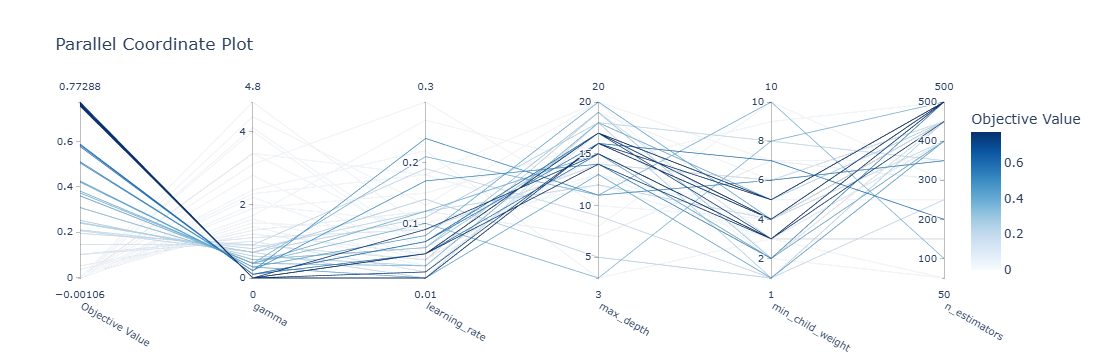 Parallel Coordinate Plot
0.77288 4.8 0.3 20 10 500
Objective Value
0.6 0.4 0.2 0
4 2 0
0.2 0.1
20 15 10 5
10 8 6 4 2
500 400 300 200 100
0.6 0.4 0.2 0
−0.00106 0 0.01 3 1 50
Objective Value gamma learning_rate max_depth min_child_weight n_estimators